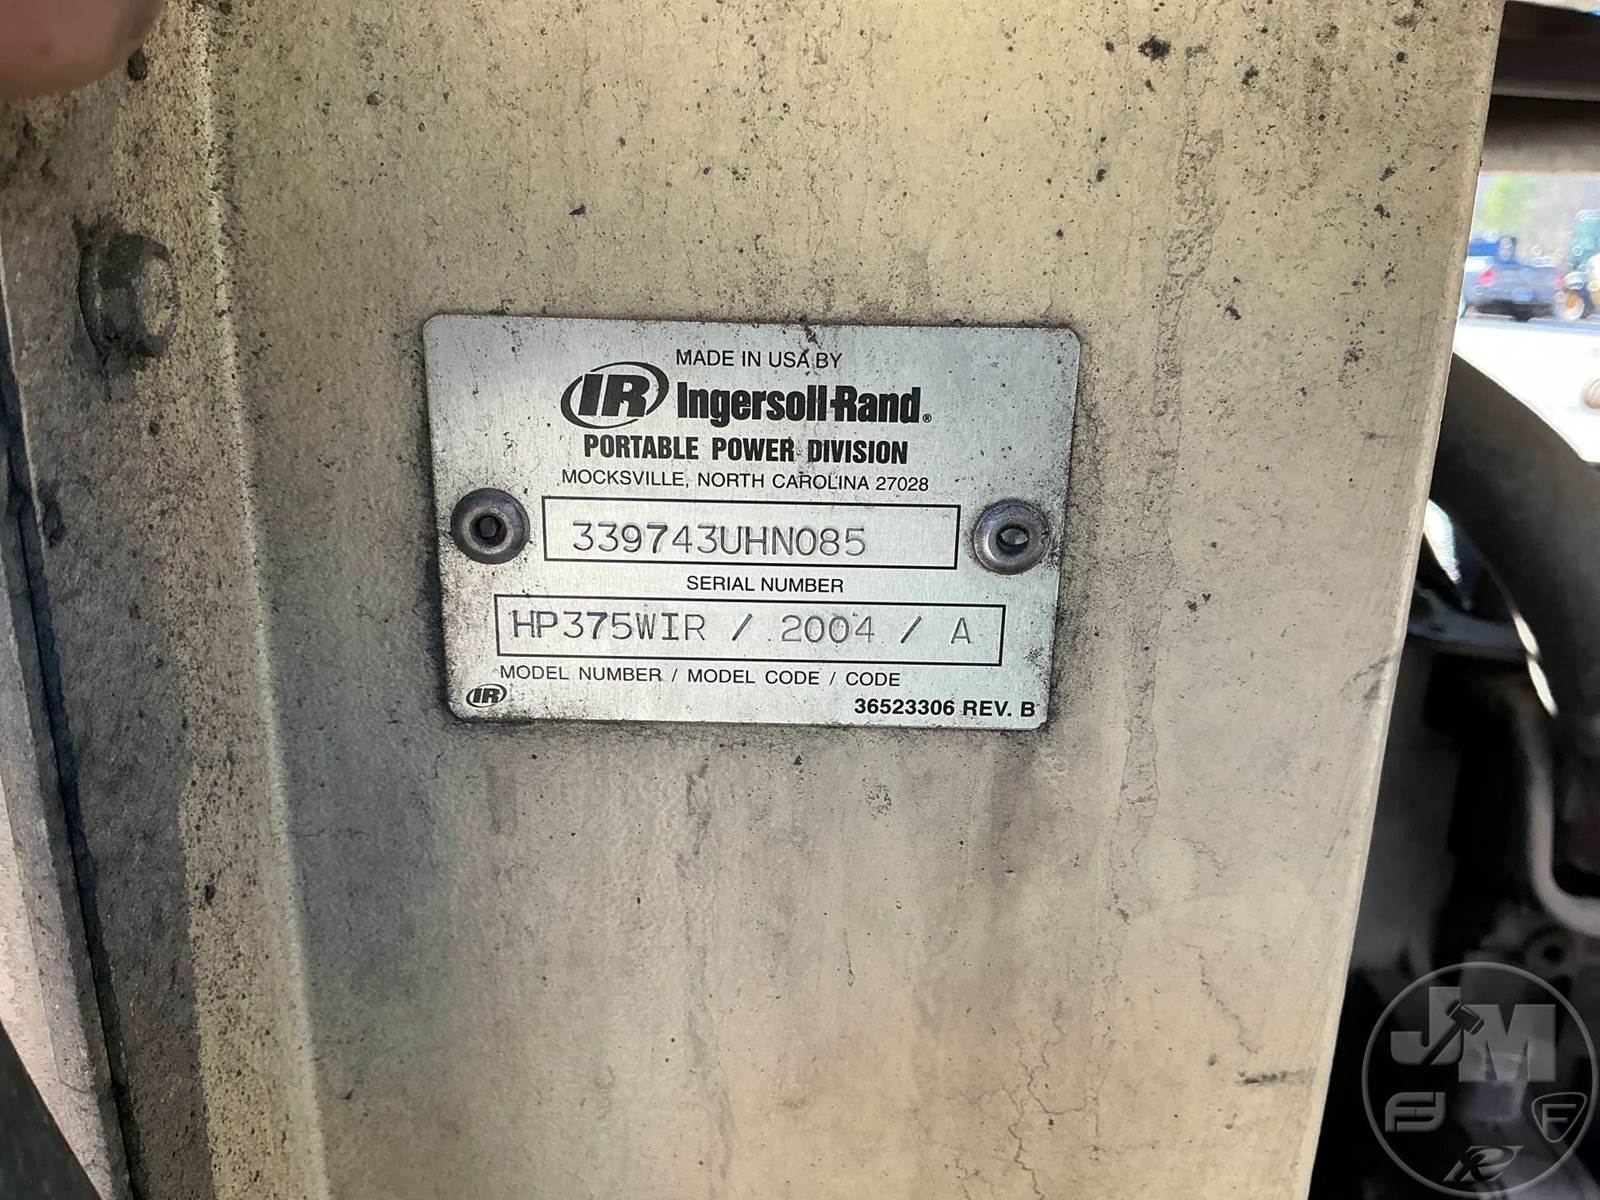 MADE IN USA BY
IR Ingersoll-Rand®
PORTABLE POWER DIVISION
MOCKSVILLE, NORTH CAROLINA 27028
339743UHN085
SERIAL NUMBER
HP375WIR / 2004 / A
MODEL NUMBER / MODEL CODE / CODE
IR
36523306 REV. B
JM